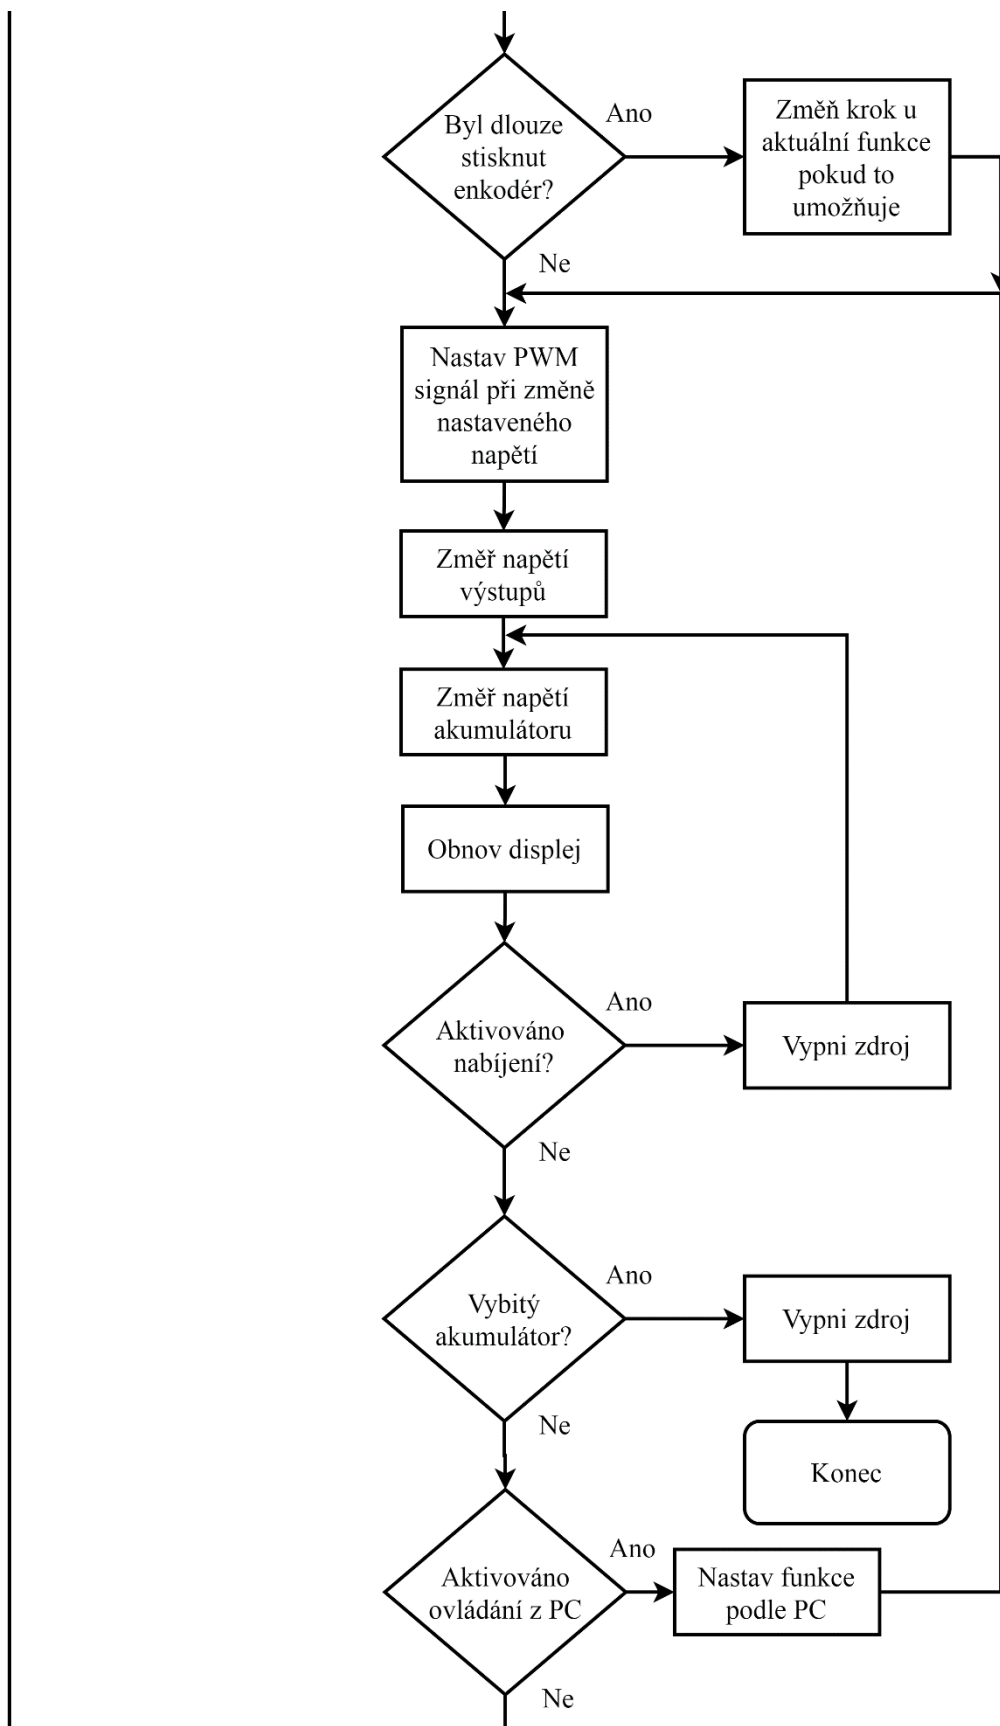 Byl dlouze
stisknut
enkodér?
Ano
Změň krok u
aktuální funkce
pokud to
umožňuje
Ne
Nastav PWM
signál při změně
nastaveného
napětí
Změř napětí
výstupů
Změř napětí
akumulátoru
Obnov displej
Aktivováno
nabíjení?
Ano
Vypni zdroj
Ne
Vybitý
akumulátor?
Ano
Vypni zdroj
Ne
Konec
Aktivováno
ovládání z PC
Ano
Nastav funkce
podle PC
Ne